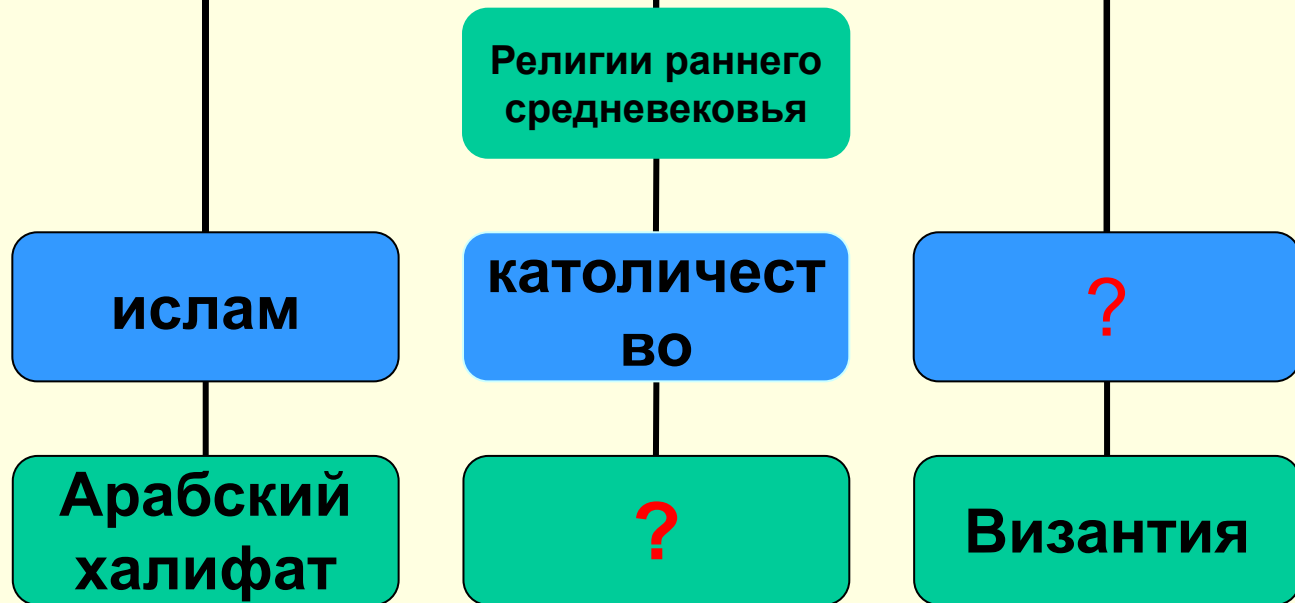 Религии раннего
средневековья
ислам
католичест
во
?
Арабский
халифат
?
Византия